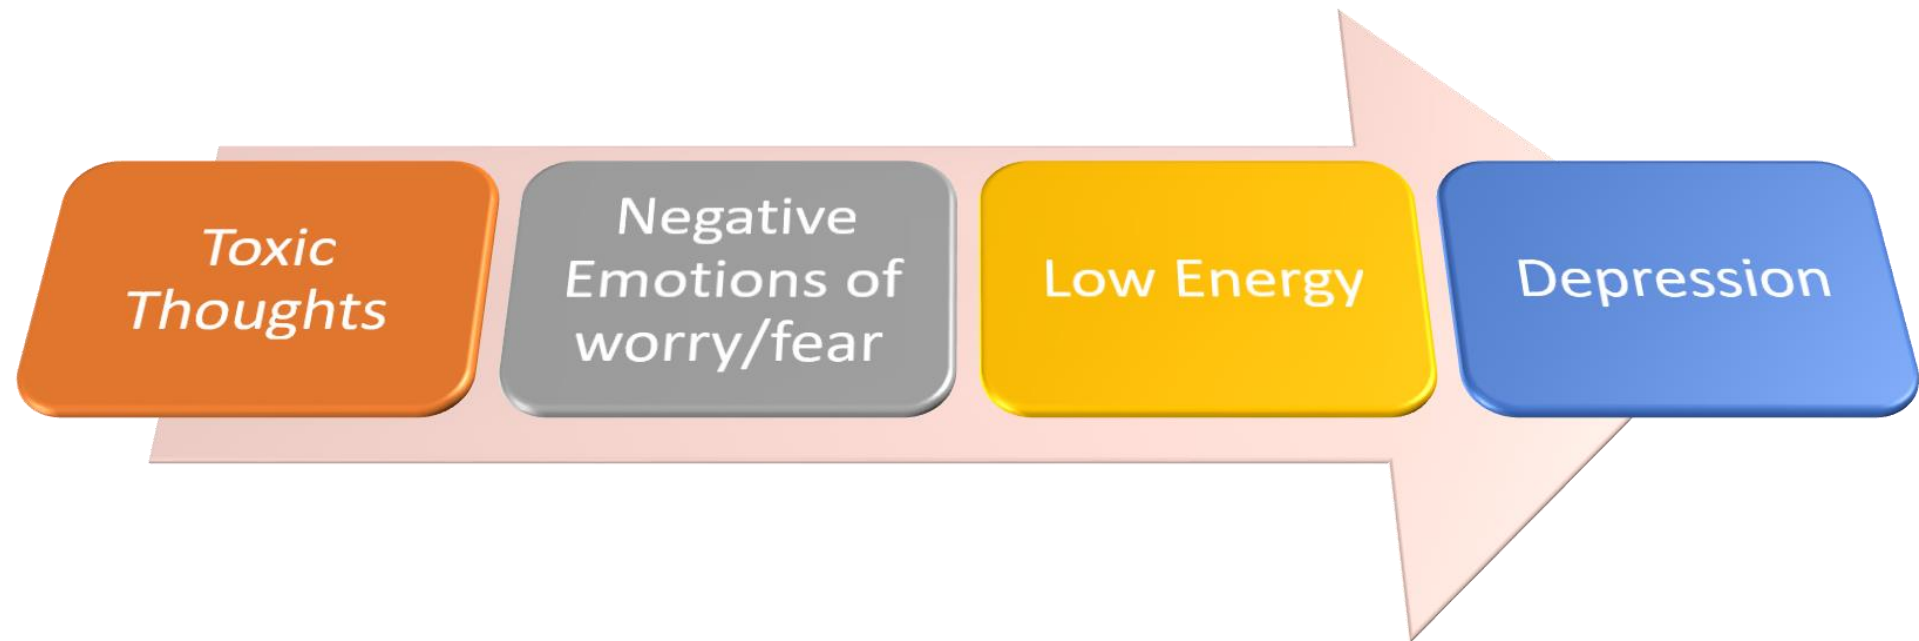 Toxic
Thoughts
Negative
Emotions of
worry/fear
Low Energy
Depression